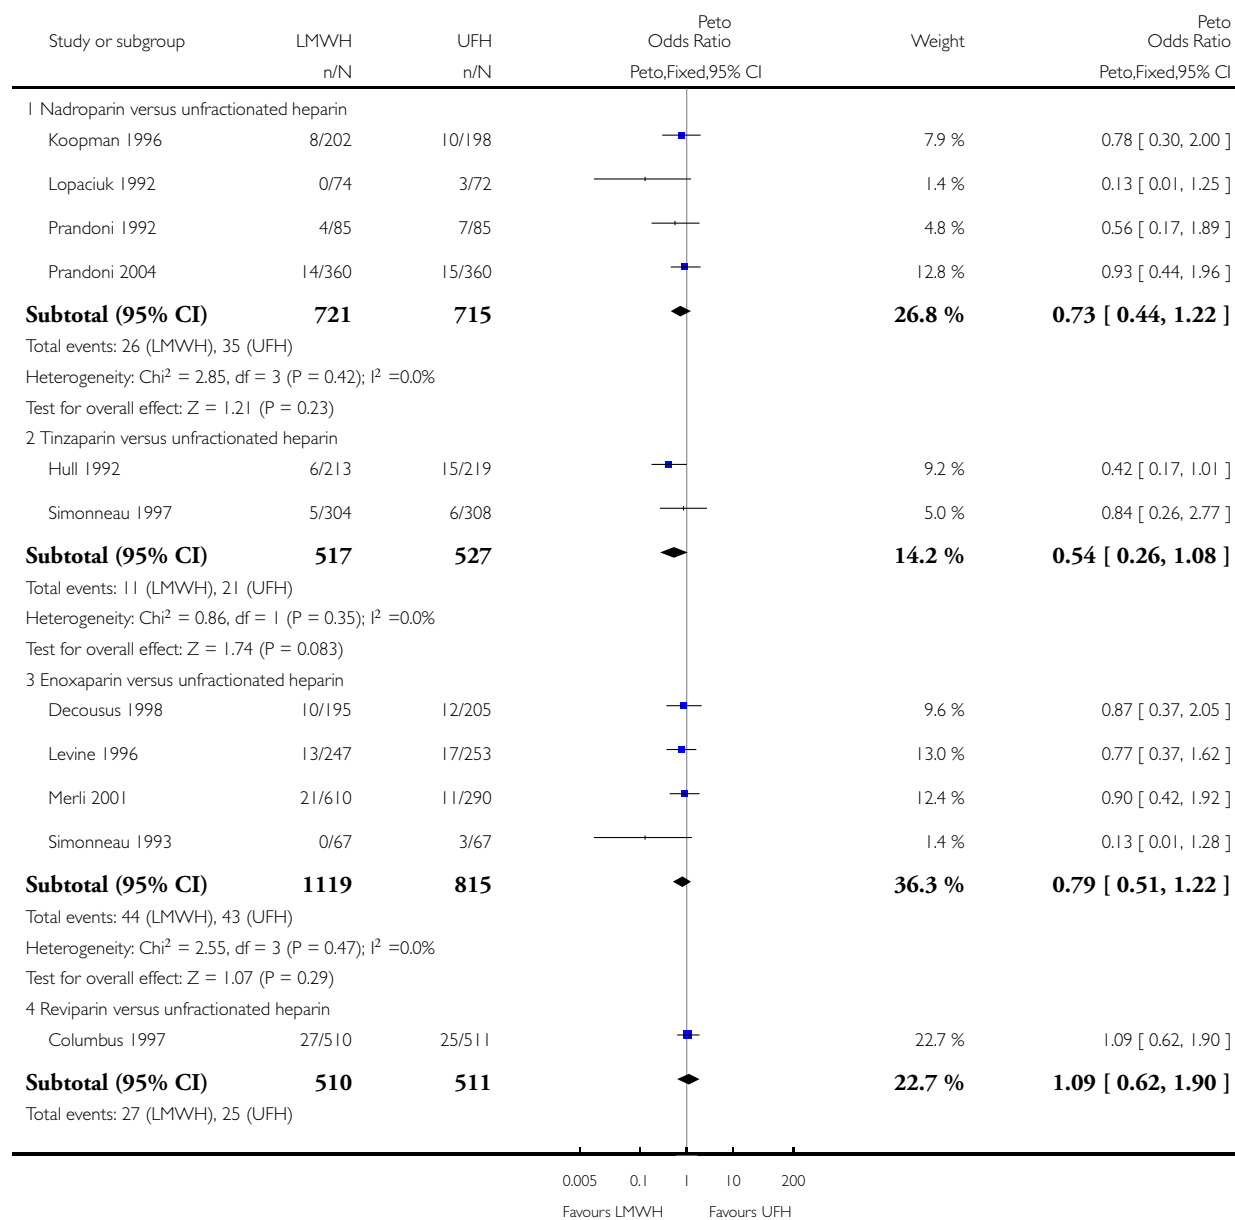 Peto Peto
Study or subgroup LMWH UFH Odds Ratio Weight Odds Ratio
n/N n/N Peto,Fixed,95% CI Peto,Fixed,95% CI
1 Nadroparin versus unfractionated heparin
Koopman 1996 8/202 10/198 7.9 % 0.78 [ 0.30, 2.00 ]
Lopaciuk 1992 0/74 3/72 1.4 % 0.13 [ 0.01, 1.25 ]
Prandoni 1992 4/85 7/85 4.8 % 0.56 [ 0.17, 1.89 ]
Prandoni 2004 14/360 15/360 12.8 % 0.93 [ 0.44, 1.96 ]
Subtotal (95% CI) 721 715 26.8 % 0.73 [ 0.44, 1.22 ]
Total events: 26 (LMWH), 35 (UFH)
Heterogeneity: Chi² = 2.85, df = 3 (P = 0.42); I² =0.0%
Test for overall effect: Z = 1.21 (P = 0.23)
2 Tinzaparin versus unfractionated heparin
Hull 1992 6/213 15/219 9.2 % 0.42 [ 0.17, 1.01 ]
Simonneau 1997 5/304 6/308 5.0 % 0.84 [ 0.26, 2.77 ]
Subtotal (95% CI) 517 527 14.2 % 0.54 [ 0.26, 1.08 ]
Total events: 11 (LMWH), 21 (UFH)
Heterogeneity: Chi² = 0.86, df = 1 (P = 0.35); I² =0.0%
Test for overall effect: Z = 1.74 (P = 0.083)
3 Enoxaparin versus unfractionated heparin
Decousus 1998 10/195 12/205 9.6 % 0.87 [ 0.37, 2.05 ]
Levine 1996 13/247 17/253 13.0 % 0.77 [ 0.37, 1.62 ]
Merli 2001 21/610 11/290 12.4 % 0.90 [ 0.42, 1.92 ]
Simonneau 1993 0/67 3/67 1.4 % 0.13 [ 0.01, 1.28 ]
Subtotal (95% CI) 1119 815 36.3 % 0.79 [ 0.51, 1.22 ]
Total events: 44 (LMWH), 43 (UFH)
Heterogeneity: Chi² = 2.55, df = 3 (P = 0.47); I² =0.0%
Test for overall effect: Z = 1.07 (P = 0.29)
4 Reviparin versus unfractionated heparin
Columbus 1997 27/510 25/511 22.7 % 1.09 [ 0.62, 1.90 ]
Subtotal (95% CI) 510 511 22.7 % 1.09 [ 0.62, 1.90 ]
Total events: 27 (LMWH), 25 (UFH)
0.005 0.1 1 10 200
Favours LMWH Favours UFH